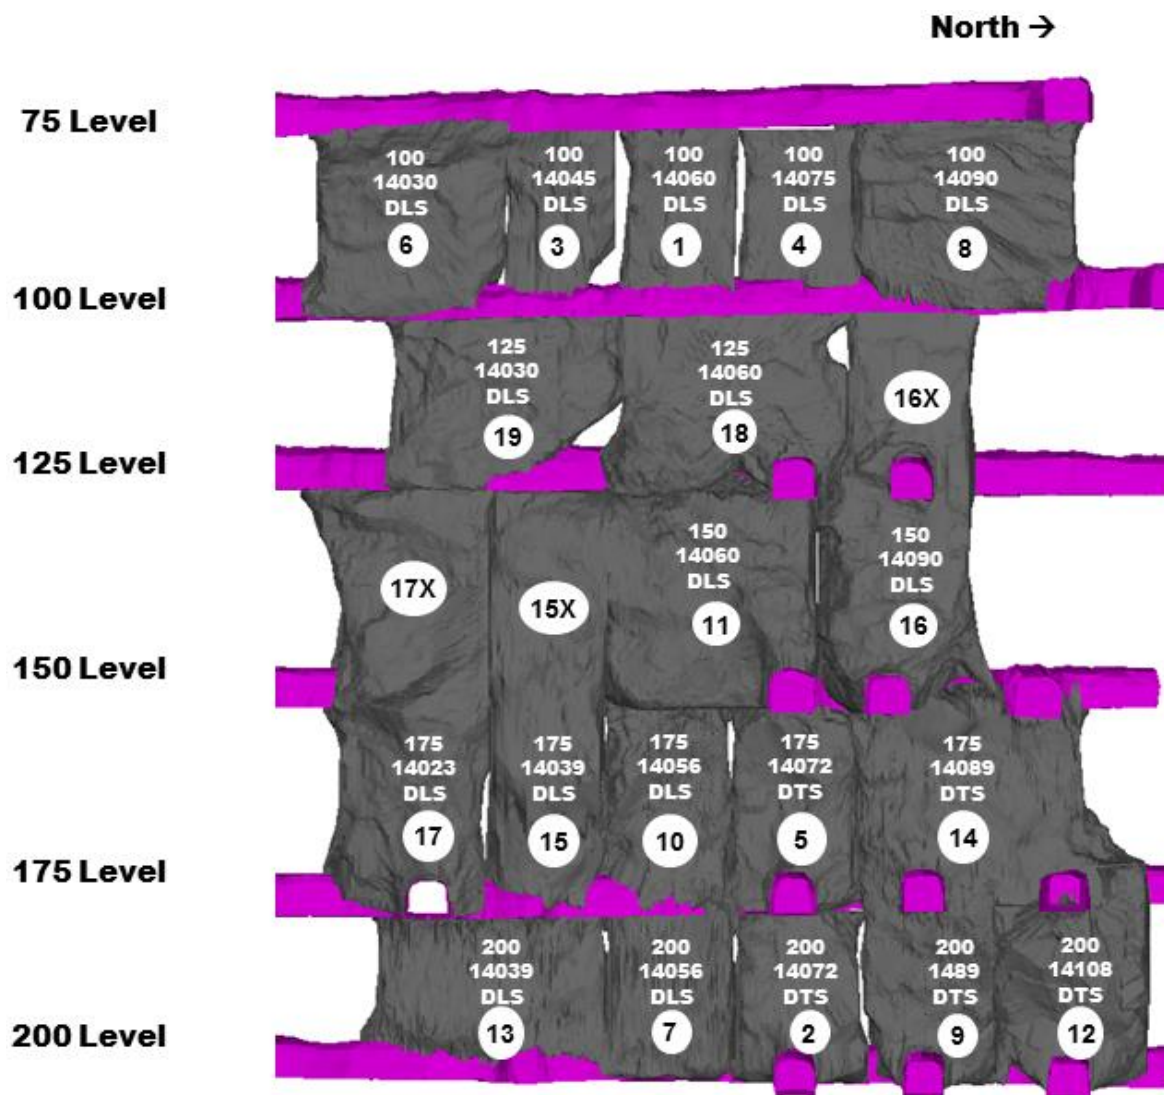 North →
75 Level
100
14030
DLS
6
100
14045
DLS
3
100
14060
DLS
1
100
14075
DLS
4
100
14090
DLS
8
100 Level
125
14030
DLS
19
125
14060
DLS
18
16X
125 Level
17X
15X
150
14060
DLS
11
150
14090
DLS
16
150 Level
175
14023
DLS
17
175
14039
DLS
15
175
14056
DLS
10
175
14072
DTS
5
175
14089
DTS
14
175 Level
200
14039
DLS
13
200
14056
DLS
7
200
14072
DTS
2
200
1489
DTS
9
200
14108
DTS
12
200 Level